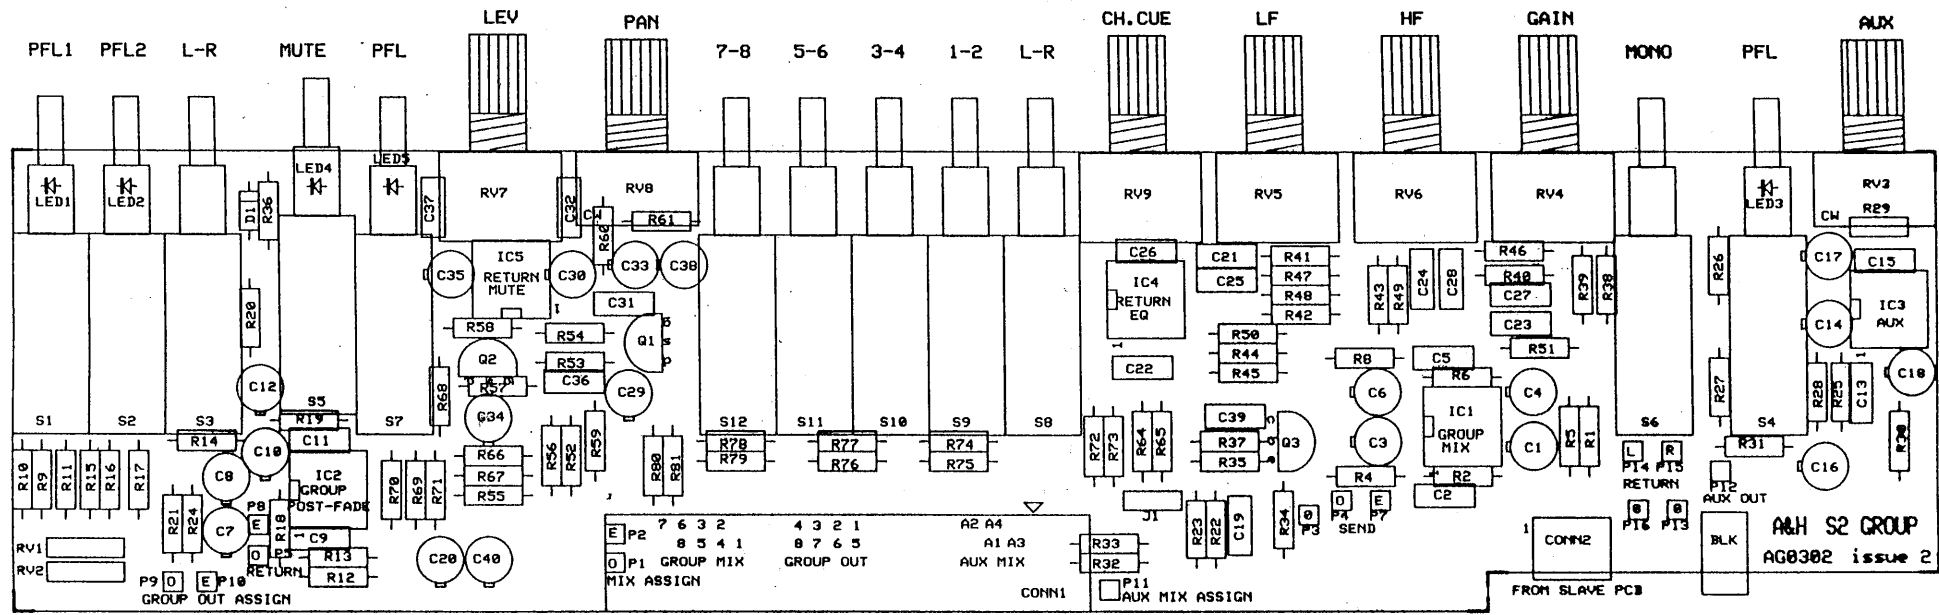 LEV PAN CH.CUE LF HF GAIN AUX
PFL1 PFL2 L-R MUTE PFL 7-8 5-6 3-4 1-2 L-R MONO PFL
LED5
LED4
LED1 LED2 D1 R36 C37 RV7 C32 RV8 RV9 RV5 RV6 RV4 LED3 RV3
CW R61 CW R29
R60
IC5 RETURN MUTE
C35 C30 C33 C38 C26 C21 R41 R46 C17 C15
IC4 RETURN EQ
C25 R47 C24 C28 R40 R39 R38 R26
C31 R48 R43 R49 C27 IC3 AUX
R20 R58 R54 Q1 R42 C23 C14
R50 R51
Q2 R53 C22 R44 R8 C5 1
C12 R57 C36 R45 R6 C18
R68 C29 C6 C4 R27 R28 R25 C13
S5
R19 C34 C39 IC1 GROUP MIX
S1 S2 S3 S7 S12 S11 S10 S9 S8 S6 S4
R14 C11 R59 R78 R77 R74 R72 R73 R64 R65 R37 Q3 C3 C1 R5 R1 R31 R30
C10 R66 R56 R52 R79 R76 R75 R35 L R
R10 R9 R11 R15 R16 R17 C8 IC2 GROUP POST-FADE R70 R69 R71 R67 R80 R81 R4 R2 P14 P15 C16
R55 RETURN P12
C2 AUX OUT
R21 R24 P8 R18 J1 R23 R22 C19 R34 O E
E P3 P4 P7 P16 P13
C7 SEND
C9 E P2 7 6 3 2 4 3 2 1 A2 A4 1 A&H S2 GROUP
RV1 O P5 R13 8 5 4 1 8 7 6 5 A1 A3 R33 CONN2 BLK
RV2 RETURN R12 C20 C40 O P1 GROUP MIX GROUP OUT AUX MIX R32 AG0302 issue 2
P9 O E P10 MIX ASSIGN P11
GROUP OUT ASSIGN CONN1 AUX MIX ASSIGN FROM SLAVE PCB